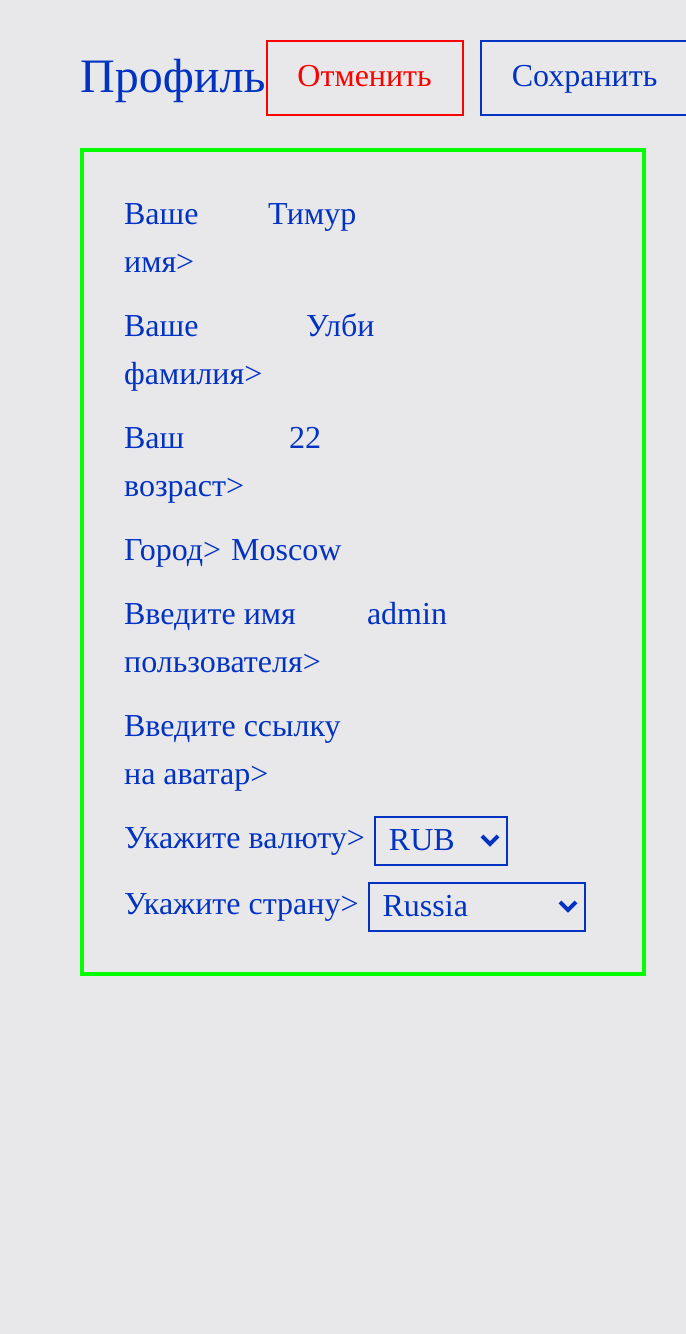 Профиль Отменить Сохранить
Ваше Тимур
имя>
Ваше Улби
фамилия>
Ваш 22
возраст>
Город> Moscow
Введите имя admin
пользователя>
Введите ссылку
на аватар>
Укажите валюту> RUB
Укажите страну> Russia